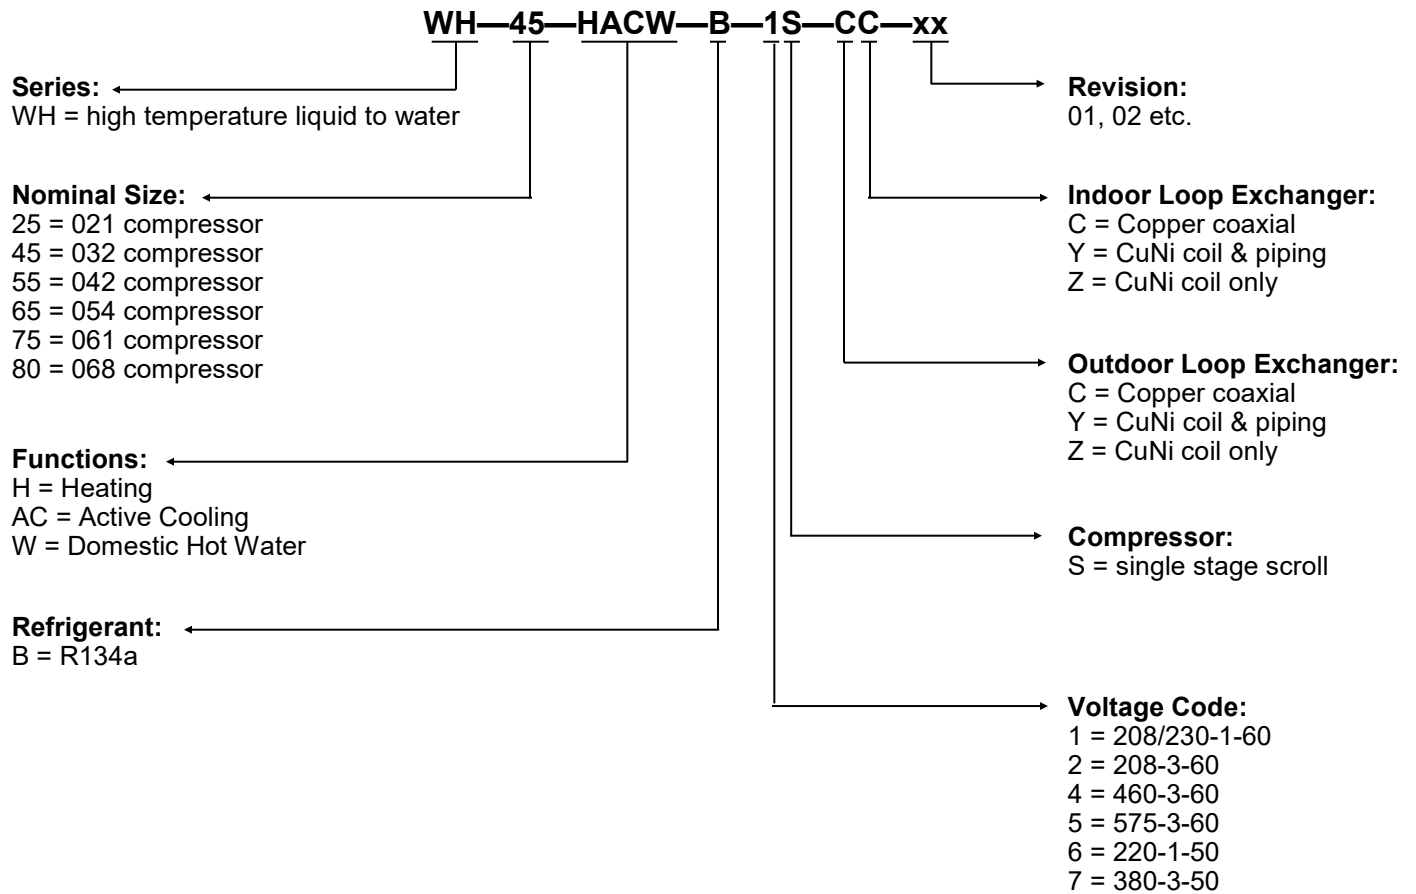 WH—45—HACW—B—1S—CC—xx
Series:
WH = high temperature liquid to water
Nominal Size:
25 = 021 compressor
45 = 032 compressor
55 = 042 compressor
65 = 054 compressor
75 = 061 compressor
80 = 068 compressor
Functions:
H = Heating
AC = Active Cooling
W = Domestic Hot Water
Refrigerant:
B = R134a
Revision:
01, 02 etc.
Indoor Loop Exchanger:
C = Copper coaxial
Y = CuNi coil & piping
Z = CuNi coil only
Outdoor Loop Exchanger:
C = Copper coaxial
Y = CuNi coil & piping
Z = CuNi coil only
Compressor:
S = single stage scroll
Voltage Code:
1 = 208/230-1-60
2 = 208-3-60
4 = 460-3-60
5 = 575-3-60
6 = 220-1-50
7 = 380-3-50